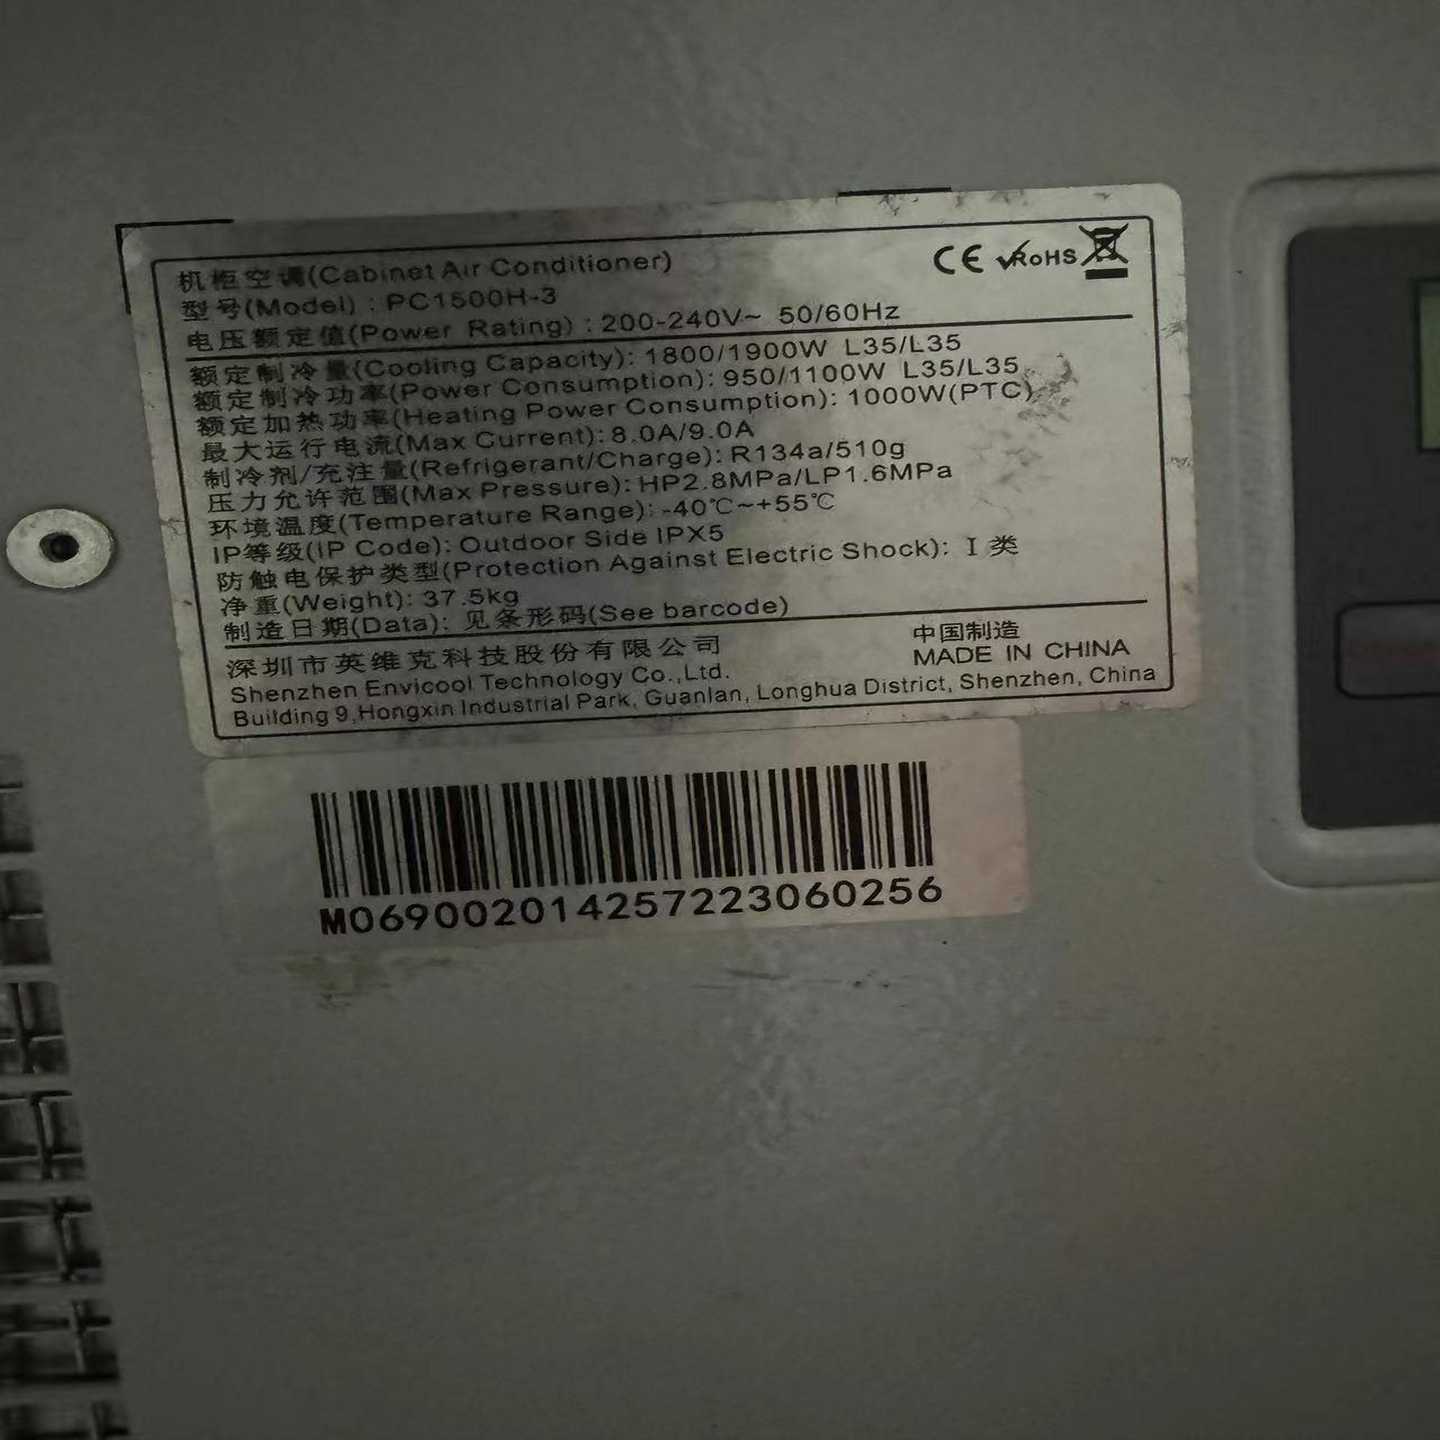 机柜空调(Cabinet Air Conditioner)
CE RoHS
型号(Model) : PC1500H-3
电压额定值(Power Rating) : 200-240V~ 50/60Hz
额定制冷量(Cooling Capacity): 1800/1900W L35/L35
额定制冷功率(Power Consumption): 950/1100W L35/L35
额定加热功率(Heating Power Consumption): 1000W(PTC)
最大运行电流(Max Current): 8.0A/9.0A
制冷剂/充注量(Refrigerant/Charge): R134a/510g
压力允许范围(Max Pressure): HP2.8MPa/LP1.6MPa
环境温度(Temperature Range): -40℃~+55℃
IP等级(IP Code): Outdoor Side IPX5
防触电保护类型(Protection Against Electric Shock): I 类
净重(Weight): 37.5kg
制造日期(Data): 见条形码(See barcode)
深圳市英维克科技股份有限公司
中国制造
Shenzhen Envicool Technology Co.,Ltd.
MADE IN CHINA
Building 9,Hongxin Industrial Park, Guanlan, Longhua District, Shenzhen, China
M069002014257223060256